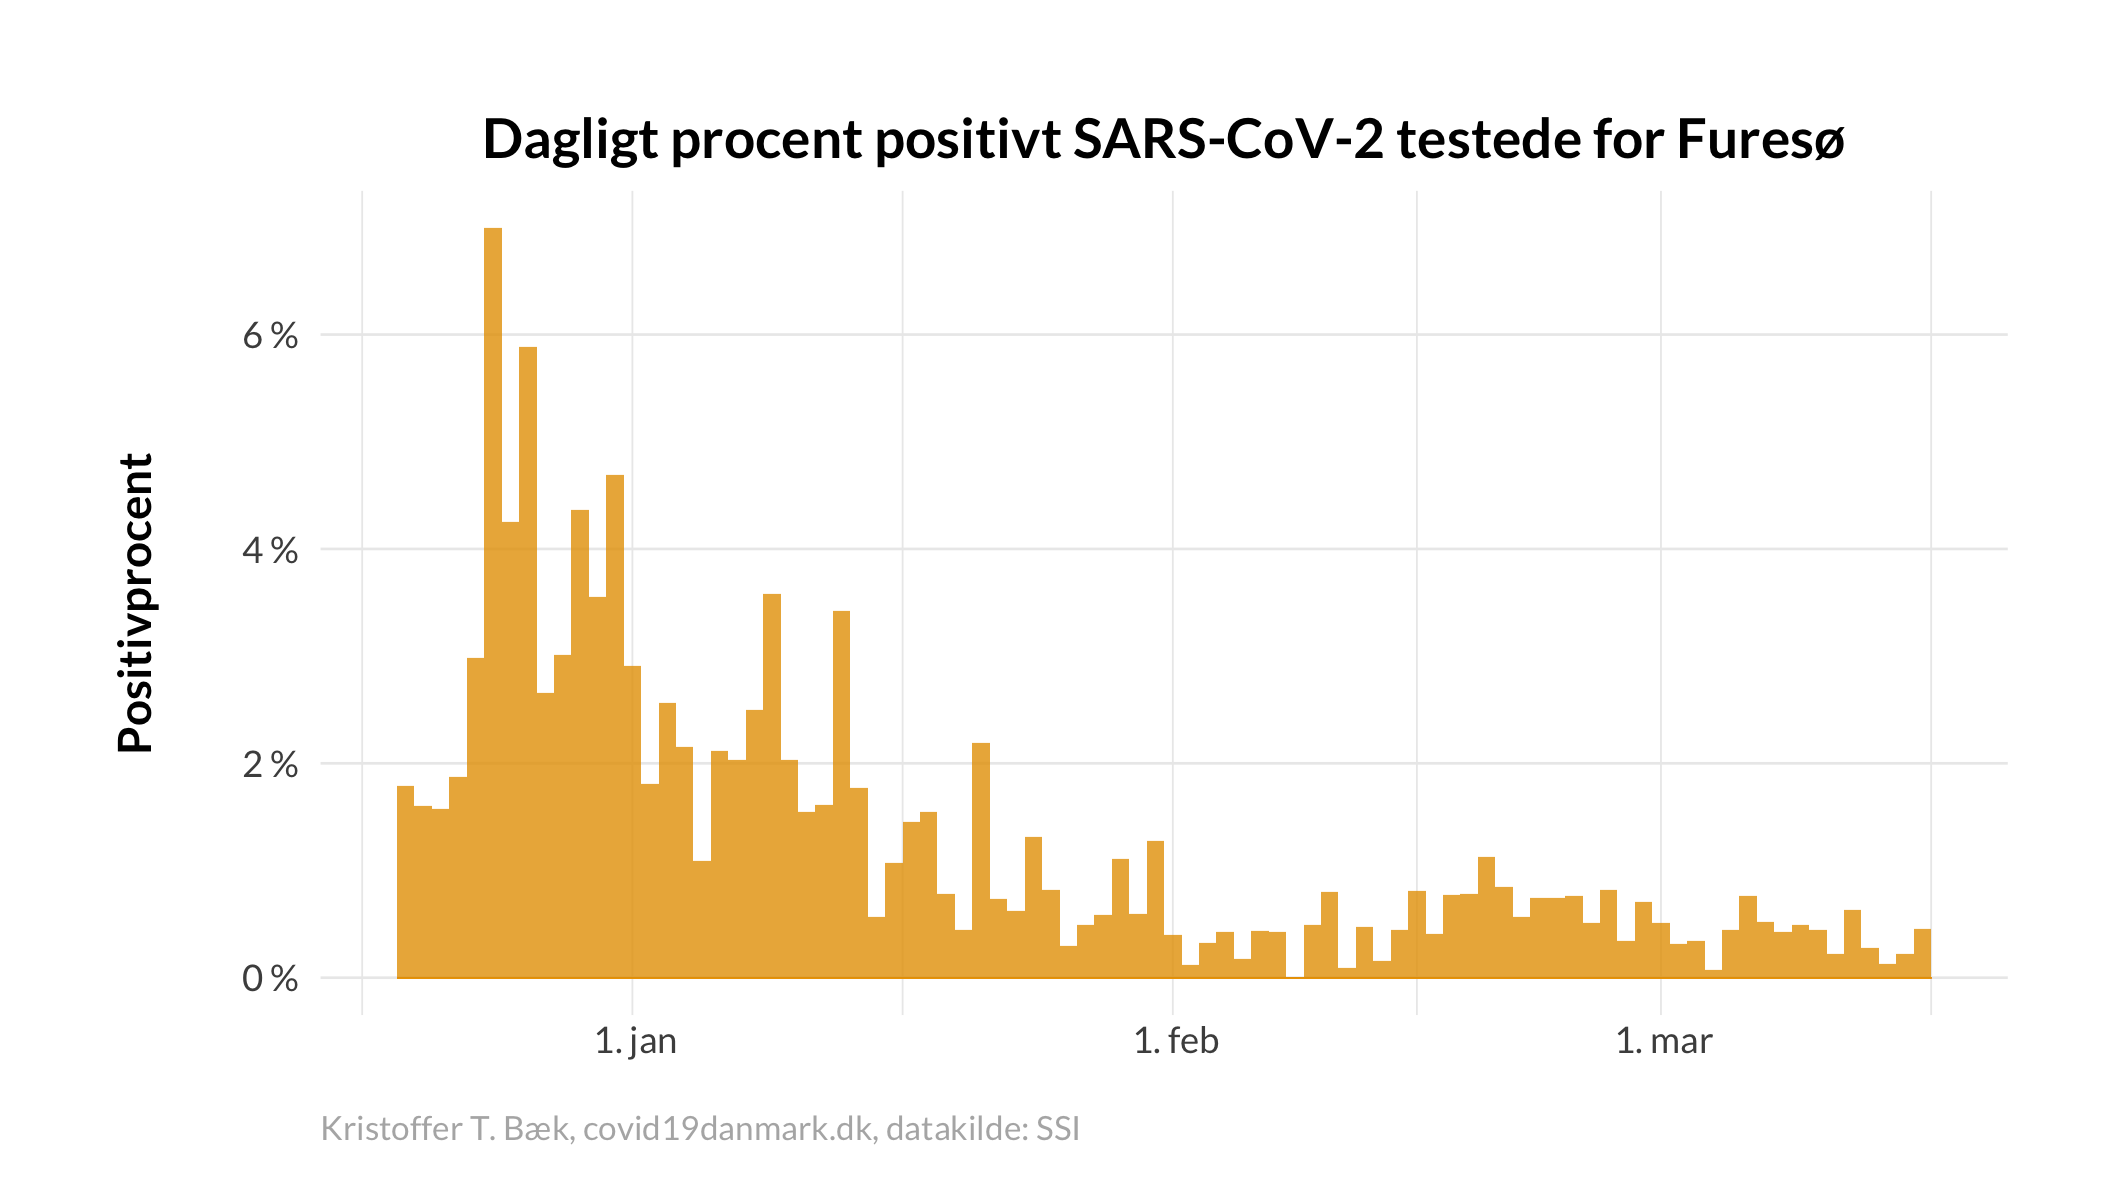 Dagligt procent positivt SARS-CoV-2 testede for Furesø
Positivprocent
6 %
4 %
2 %
0 %
1. jan
1. feb
1. mar
Kristoffer T. Bæk, covid19danmark.dk, datakilde: SSI